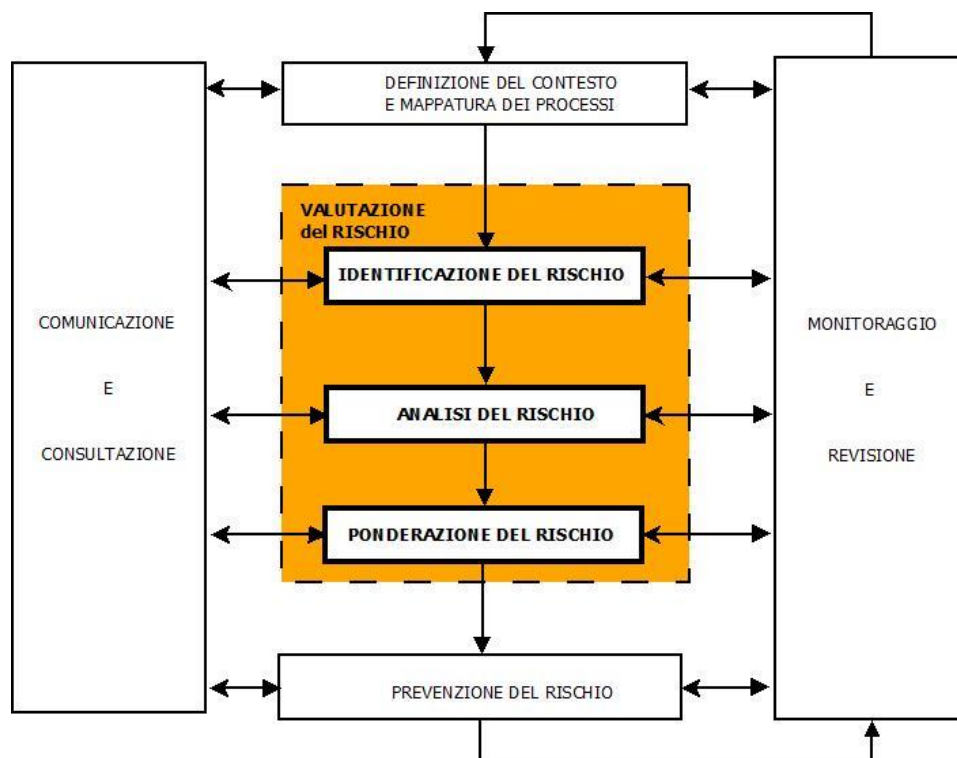 DEFINIZIONE DEL CONTESTO
E MAPPATURA DEI PROCESSI
VALUTAZIONE
del RISCHIO
IDENTIFICAZIONE DEL RISCHIO
COMUNICAZIONE
E
CONSULTAZIONE
ANALISI DEL RISCHIO
PONDERAZIONE DEL RISCHIO
MONITORAGGIO
E
REVISIONE
PREVENZIONE DEL RISCHIO